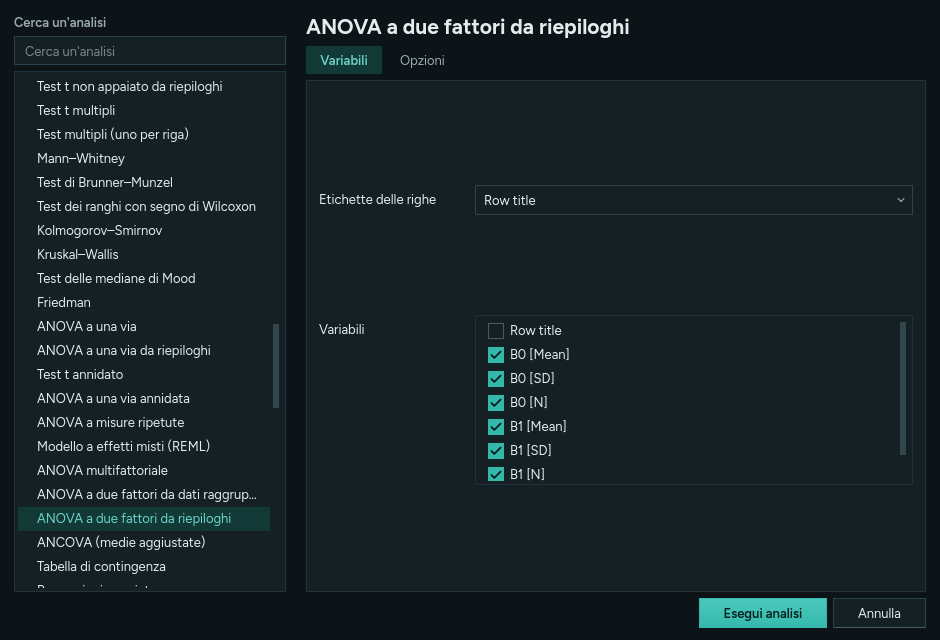 Cerca un'analisi
Cerca un'analisi
Test t non appaiato da riepiloghi
Test t multipli
Test multipli (uno per riga)
Mann–Whitney
Test di Brunner–Munzel
Test dei ranghi con segno di Wilcoxon
Kolmogorov–Smirnov
Kruskal–Wallis
Test delle mediane di Mood
Friedman
ANOVA a una via
ANOVA a una via da riepiloghi
Test t annidato
ANOVA a una via annidata
ANOVA a misure ripetute
Modello a effetti misti (REML)
ANOVA multifattoriale
ANOVA a due fattori da dati raggrup...
ANOVA a due fattori da riepiloghi
ANCOVA (medie aggiustate)
Tabella di contingenza
ANOVA a due fattori da riepiloghi
Variabili
Opzioni
Etichette delle righe
Row title
Variabili
Row title
B0 [Mean]
B0 [SD]
B0 [N]
B1 [Mean]
B1 [SD]
B1 [N]
Esegui analisi
Annulla